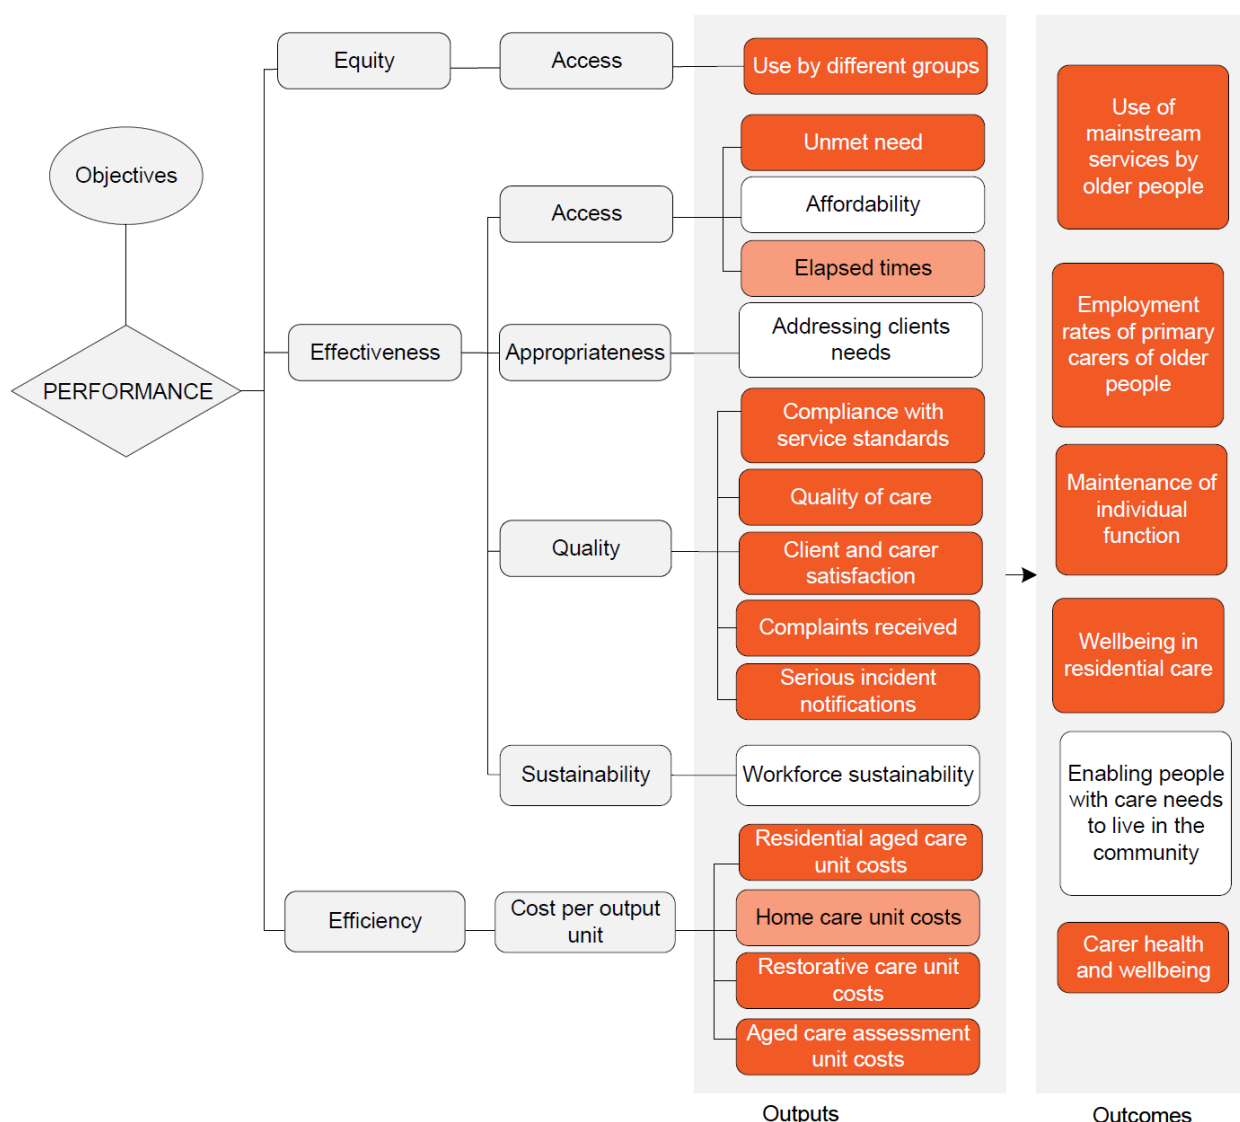 Objectives
PERFORMANCE
Equity
Access
Use by different groups
Effectiveness
Access
Unmet need
Affordability
Elapsed times
Appropriateness
Addressing clients
needs
Quality
Compliance with
service standards
Quality of care
Client and carer
satisfaction
Complaints received
Serious incident
notifications
Sustainability
Workforce sustainability
Efficiency
Cost per output
unit
Residential aged care
unit costs
Home care unit costs
Restorative care unit
costs
Aged care assessment
unit costs
Outputs
Use of
mainstream
services by
older people
Employment
rates of primary
carers of older
people
Maintenance of
individual
function
Wellbeing in
residential care
Enabling people
with care needs
to live in the
community
Carer health
and wellbeing
Outcomes